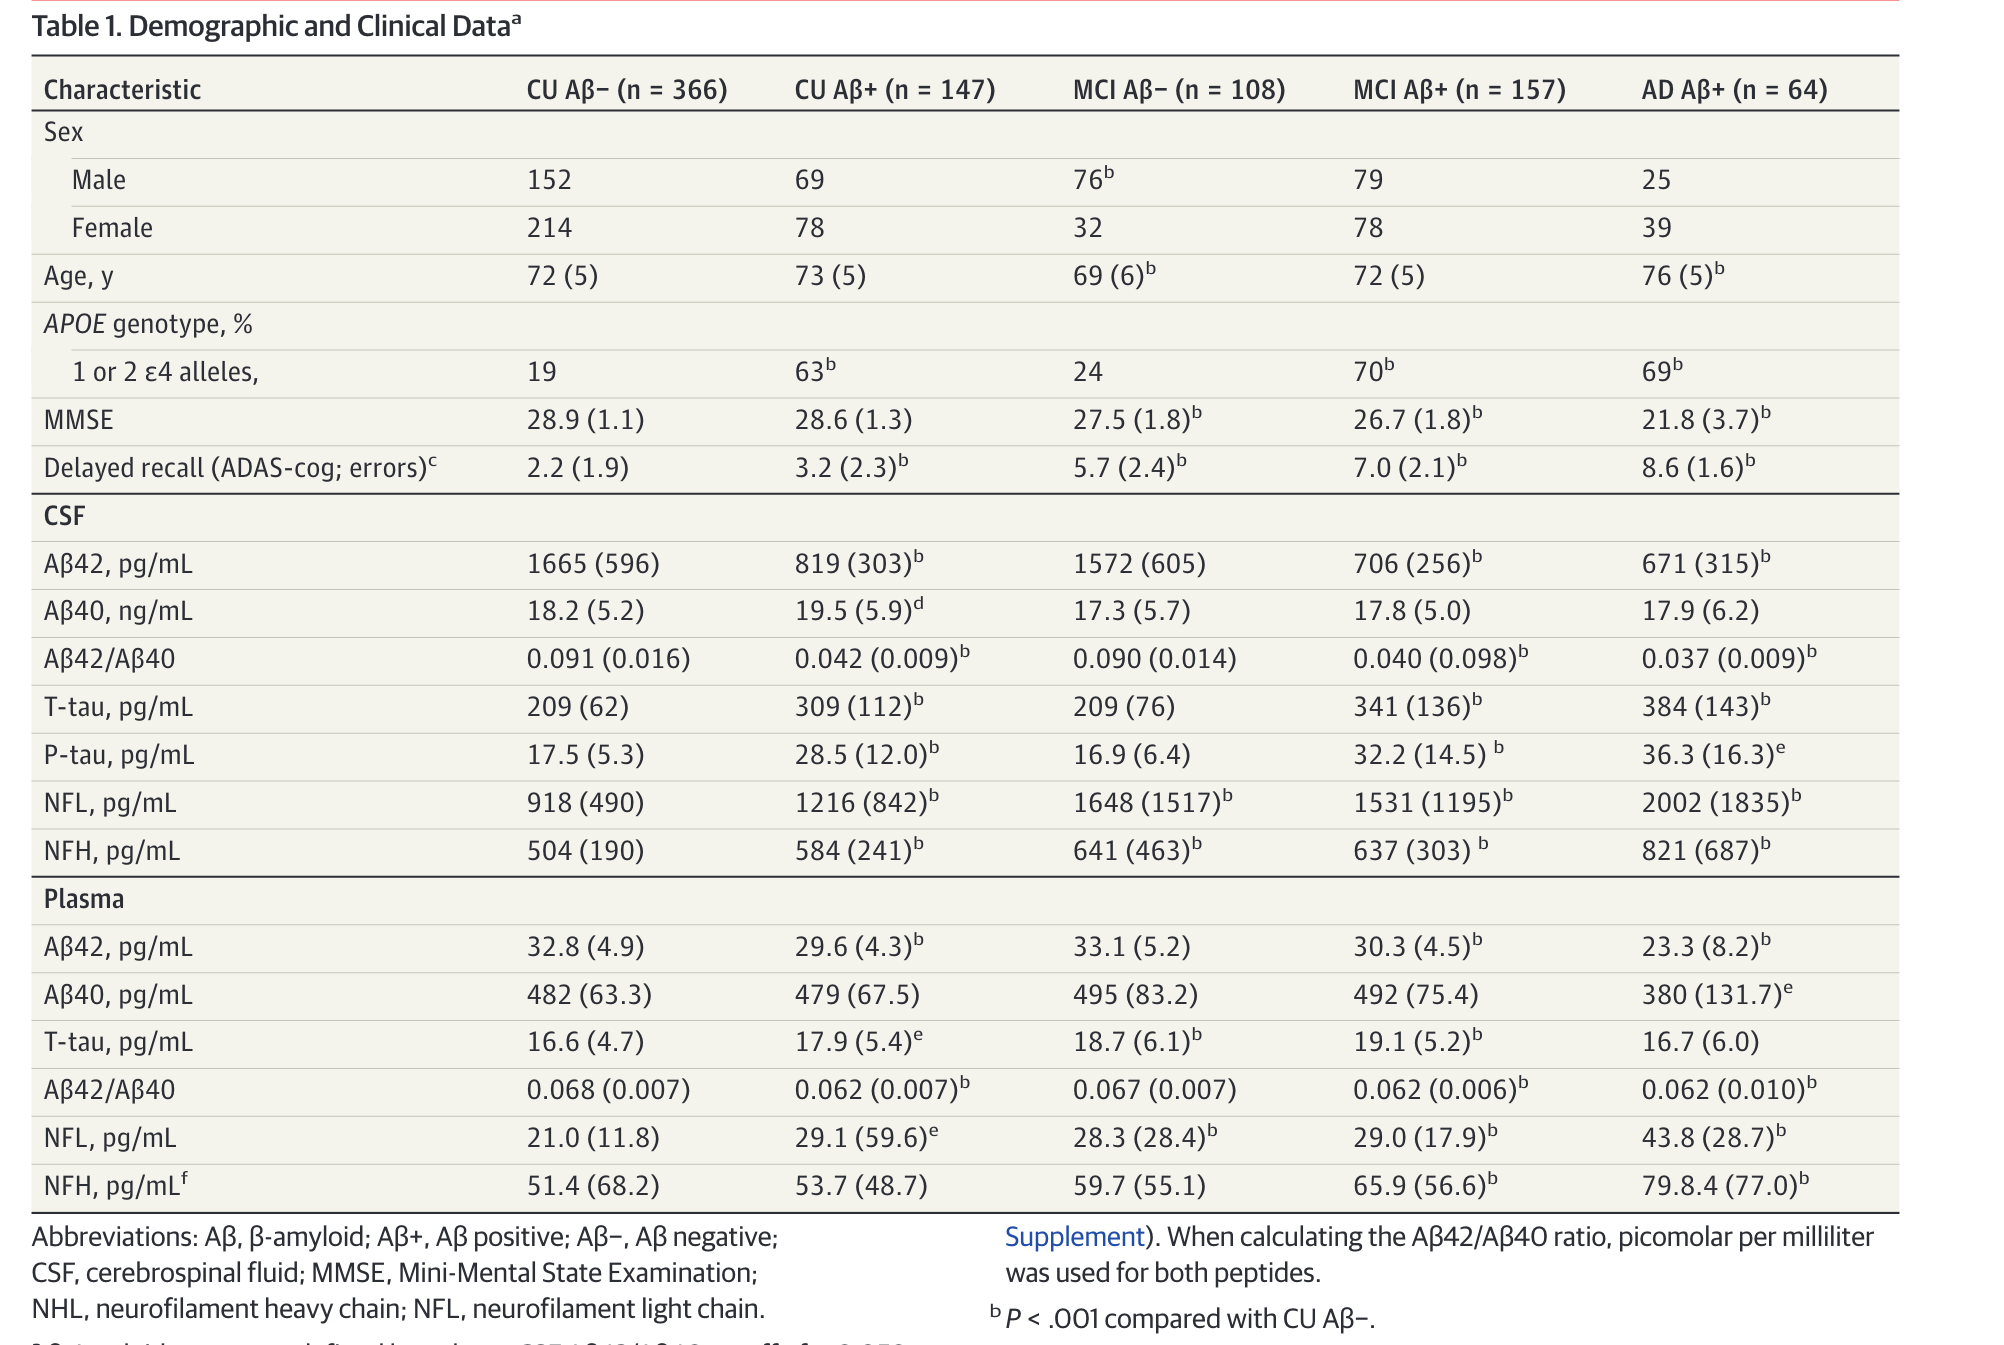 Table 1. Demographic and Clinical Dataᵃ
Characteristic CU Aβ− (n = 366) CU Aβ+ (n = 147) MCI Aβ− (n = 108) MCI Aβ+ (n = 157) AD Aβ+ (n = 64)
Sex
Male 152 69 76ᵇ 79 25
Female 214 78 32 78 39
Age, y 72 (5) 73 (5) 69 (6)ᵇ 72 (5) 76 (5)ᵇ
APOE genotype, %
1 or 2 ε4 alleles, 19 63ᵇ 24 70ᵇ 69ᵇ
MMSE 28.9 (1.1) 28.6 (1.3) 27.5 (1.8)ᵇ 26.7 (1.8)ᵇ 21.8 (3.7)ᵇ
Delayed recall (ADAS-cog; errors)ᶜ 2.2 (1.9) 3.2 (2.3)ᵇ 5.7 (2.4)ᵇ 7.0 (2.1)ᵇ 8.6 (1.6)ᵇ
CSF
Aβ42, pg/mL 1665 (596) 819 (303)ᵇ 1572 (605) 706 (256)ᵇ 671 (315)ᵇ
Aβ40, ng/mL 18.2 (5.2) 19.5 (5.9)ᵈ 17.3 (5.7) 17.8 (5.0) 17.9 (6.2)
Aβ42/Aβ40 0.091 (0.016) 0.042 (0.009)ᵇ 0.090 (0.014) 0.040 (0.098)ᵇ 0.037 (0.009)ᵇ
T-tau, pg/mL 209 (62) 309 (112)ᵇ 209 (76) 341 (136)ᵇ 384 (143)ᵇ
P-tau, pg/mL 17.5 (5.3) 28.5 (12.0)ᵇ 16.9 (6.4) 32.2 (14.5) ᵇ 36.3 (16.3)ᵉ
NFL, pg/mL 918 (490) 1216 (842)ᵇ 1648 (1517)ᵇ 1531 (1195)ᵇ 2002 (1835)ᵇ
NFH, pg/mL 504 (190) 584 (241)ᵇ 641 (463)ᵇ 637 (303) ᵇ 821 (687)ᵇ
Plasma
Aβ42, pg/mL 32.8 (4.9) 29.6 (4.3)ᵇ 33.1 (5.2) 30.3 (4.5)ᵇ 23.3 (8.2)ᵇ
Aβ40, pg/mL 482 (63.3) 479 (67.5) 495 (83.2) 492 (75.4) 380 (131.7)ᵉ
T-tau, pg/mL 16.6 (4.7) 17.9 (5.4)ᵉ 18.7 (6.1)ᵇ 19.1 (5.2)ᵇ 16.7 (6.0)
Aβ42/Aβ40 0.068 (0.007) 0.062 (0.007)ᵇ 0.067 (0.007) 0.062 (0.006)ᵇ 0.062 (0.010)ᵇ
NFL, pg/mL 21.0 (11.8) 29.1 (59.6)ᵉ 28.3 (28.4)ᵇ 29.0 (17.9)ᵇ 43.8 (28.7)ᵇ
NFH, pg/mLᶠ 51.4 (68.2) 53.7 (48.7) 59.7 (55.1) 65.9 (56.6)ᵇ 79.8.4 (77.0)ᵇ
Abbreviations: Aβ, β-amyloid; Aβ+, Aβ positive; Aβ−, Aβ negative;
CSF, cerebrospinal fluid; MMSE, Mini-Mental State Examination;
NHL, neurofilament heavy chain; NFL, neurofilament light chain.
Supplement). When calculating the Aβ42/Aβ40 ratio, picomolar per milliliter
was used for both peptides.
ᵇ P < .001 compared with CU Aβ−.